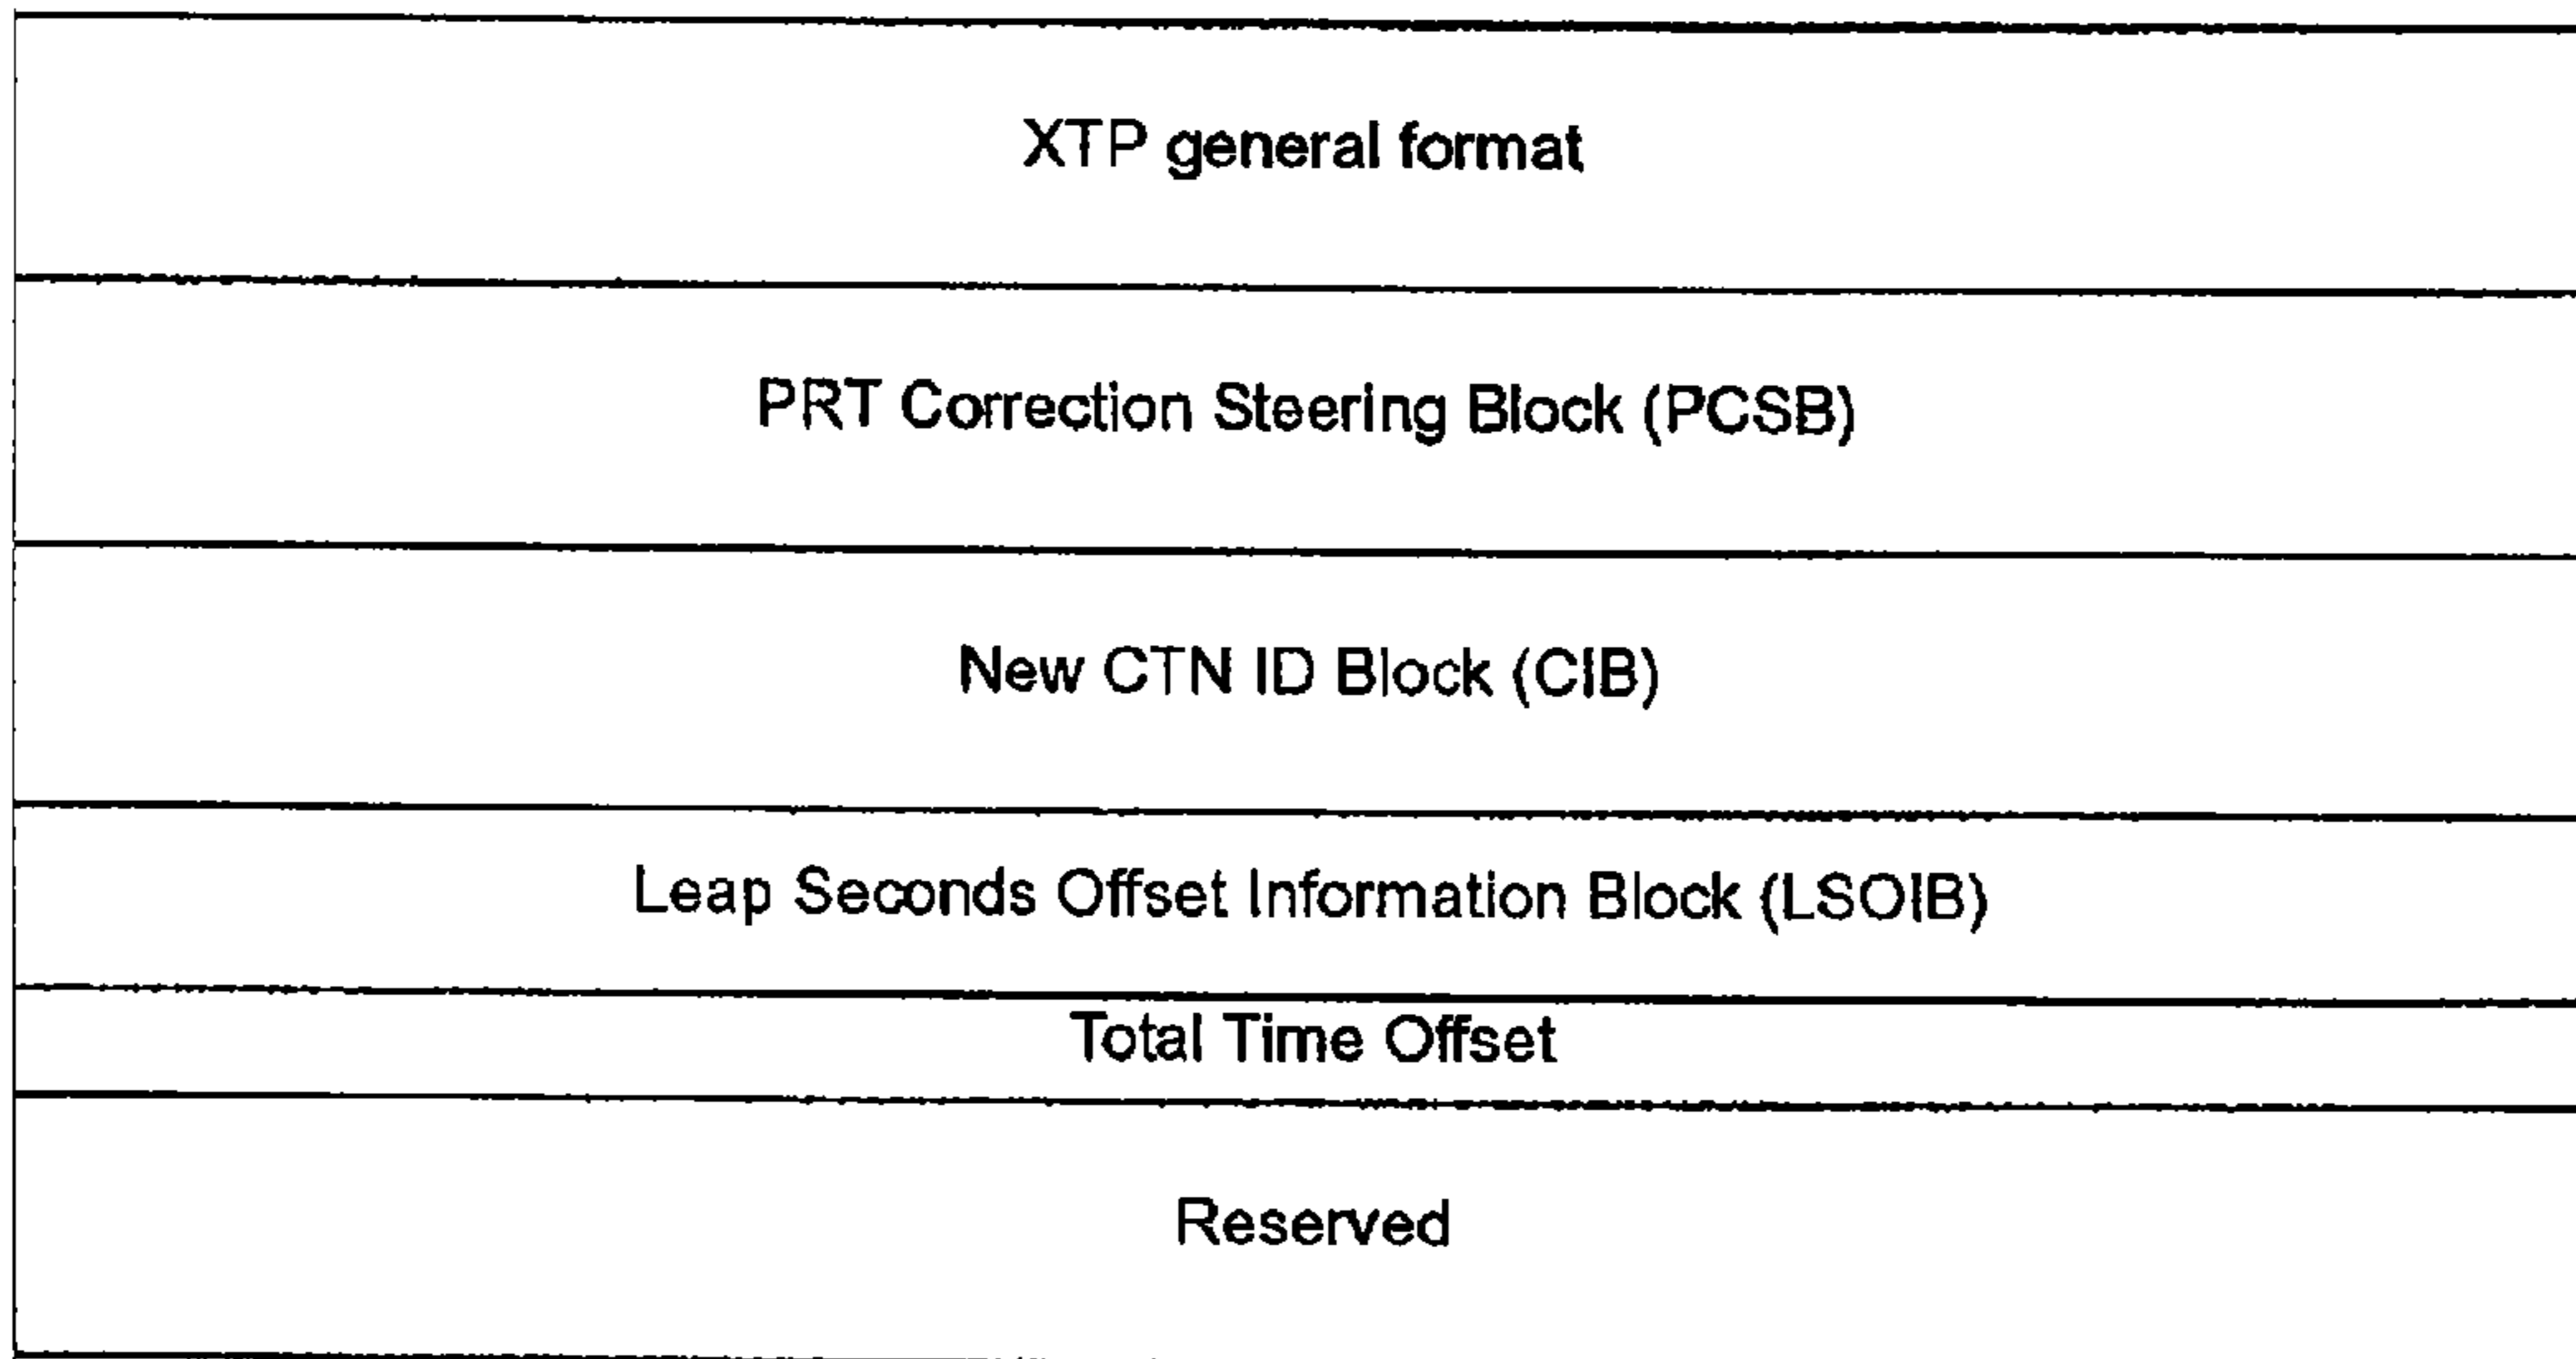 XTP general format
PRT Correction Steering Block (PCSB)
New CTN ID Block (CIB)
Leap Seconds Offset Information Block (LSOIB)
Total Time Offset
Reserved